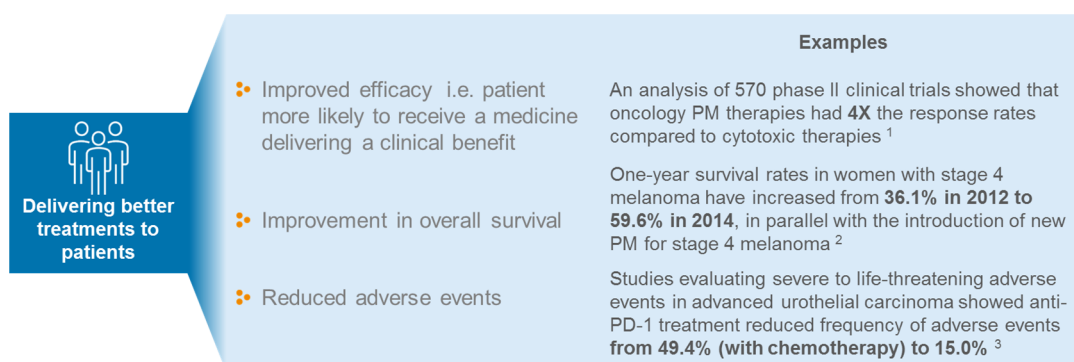 Delivering better
treatments to
patients
Improved efficacy i.e. patient
more likely to receive a medicine
delivering a clinical benefit
Improvement in overall survival
Reduced adverse events
Examples
An analysis of 570 phase II clinical trials showed that
oncology PM therapies had 4X the response rates
compared to cytotoxic therapies 1
One-year survival rates in women with stage 4
melanoma have increased from 36.1% in 2012 to
59.6% in 2014, in parallel with the introduction of new
PM for stage 4 melanoma 2
Studies evaluating severe to life-threatening adverse
events in advanced urothelial carcinoma showed anti-
PD-1 treatment reduced frequency of adverse events
from 49.4% (with chemotherapy) to 15.0% 3